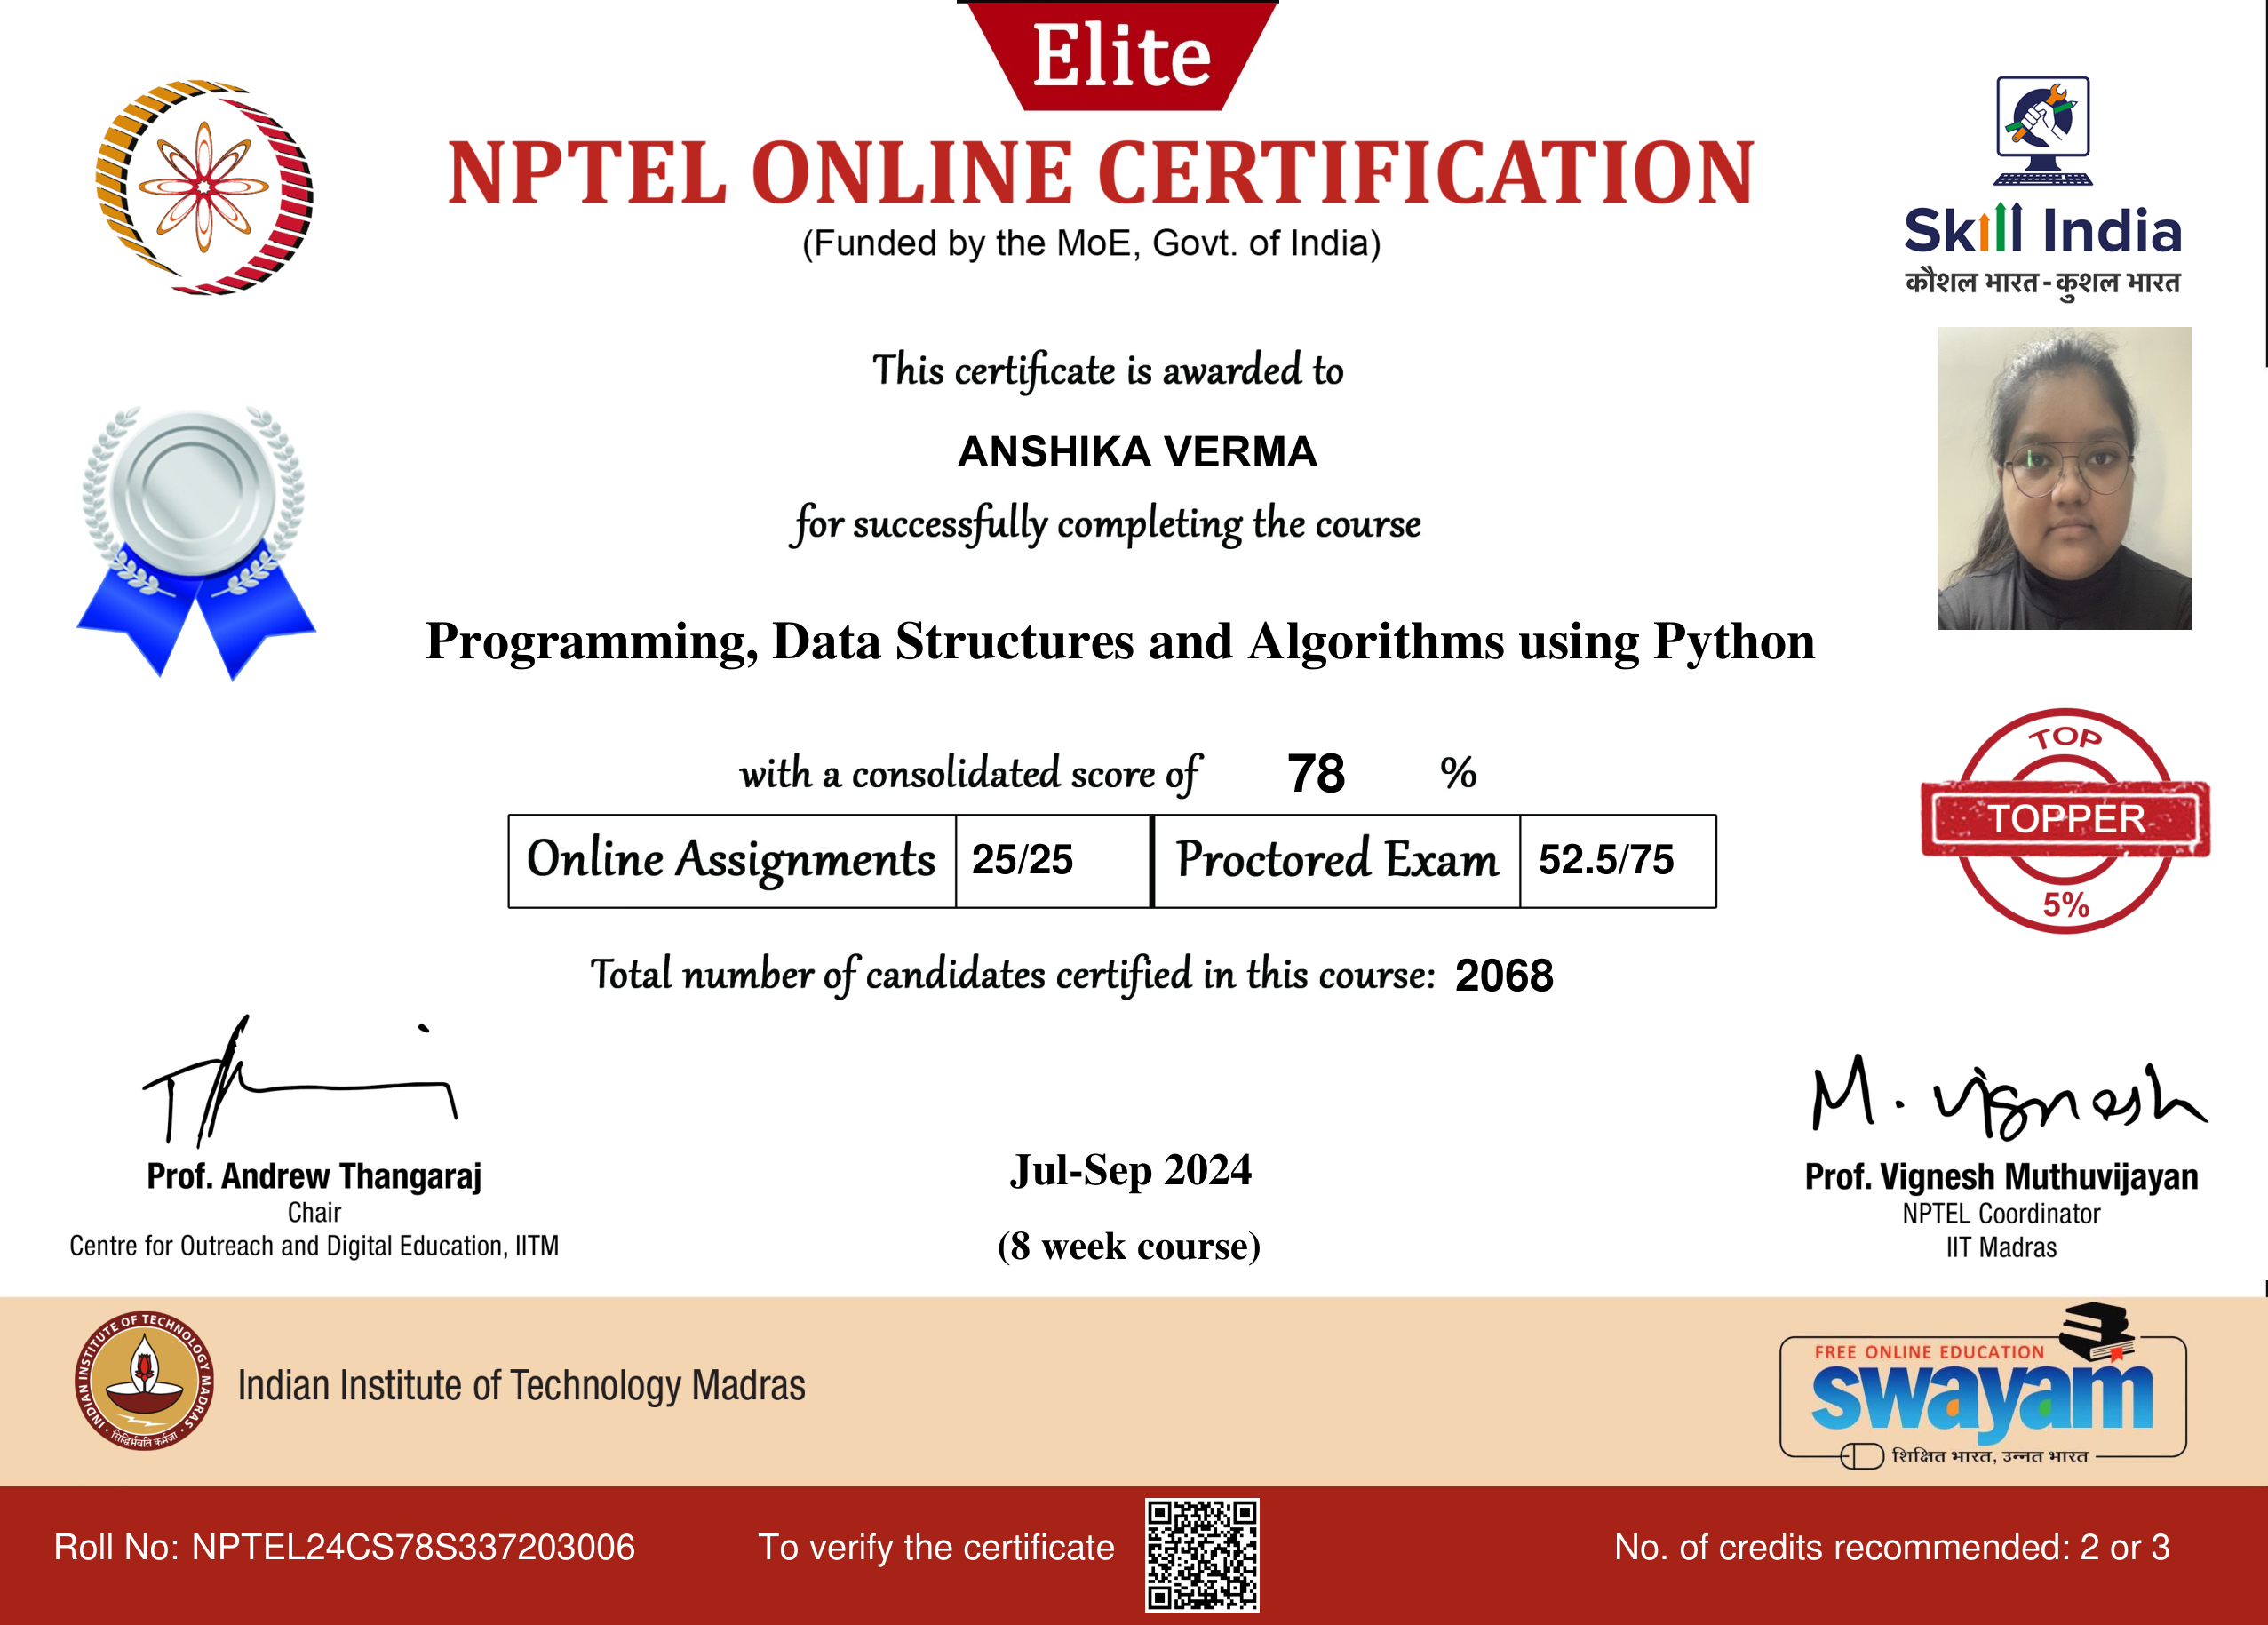 Elite
NPTEL ONLINE CERTIFICATION
(Funded by the MoE, Govt. of India)
Skill India
कौशल भारत - कुशल भारत
This certificate is awarded to
ANSHIKA VERMA
for successfully completing the course
Programming, Data Structures and Algorithms using Python
with a consolidated score of 78 %
Online Assignments 25/25 Proctored Exam 52.5/75
TOP
TOPPER
5%
Total number of candidates certified in this course: 2068
M. Vignesh
Prof. Andrew Thangaraj
Chair
Centre for Outreach and Digital Education, IITM
Jul-Sep 2024
(8 week course)
Prof. Vignesh Muthuvijayan
NPTEL Coordinator
IIT Madras
INDIAN INSTITUTE OF TECHNOLOGY MADRAS
सिद्धिर्भवति कर्मजा
Indian Institute of Technology Madras
FREE ONLINE EDUCATION
swayam
शिक्षित भारत, उन्नत भारत
Roll No: NPTEL24CS78S337203006
To verify the certificate
No. of credits recommended: 2 or 3